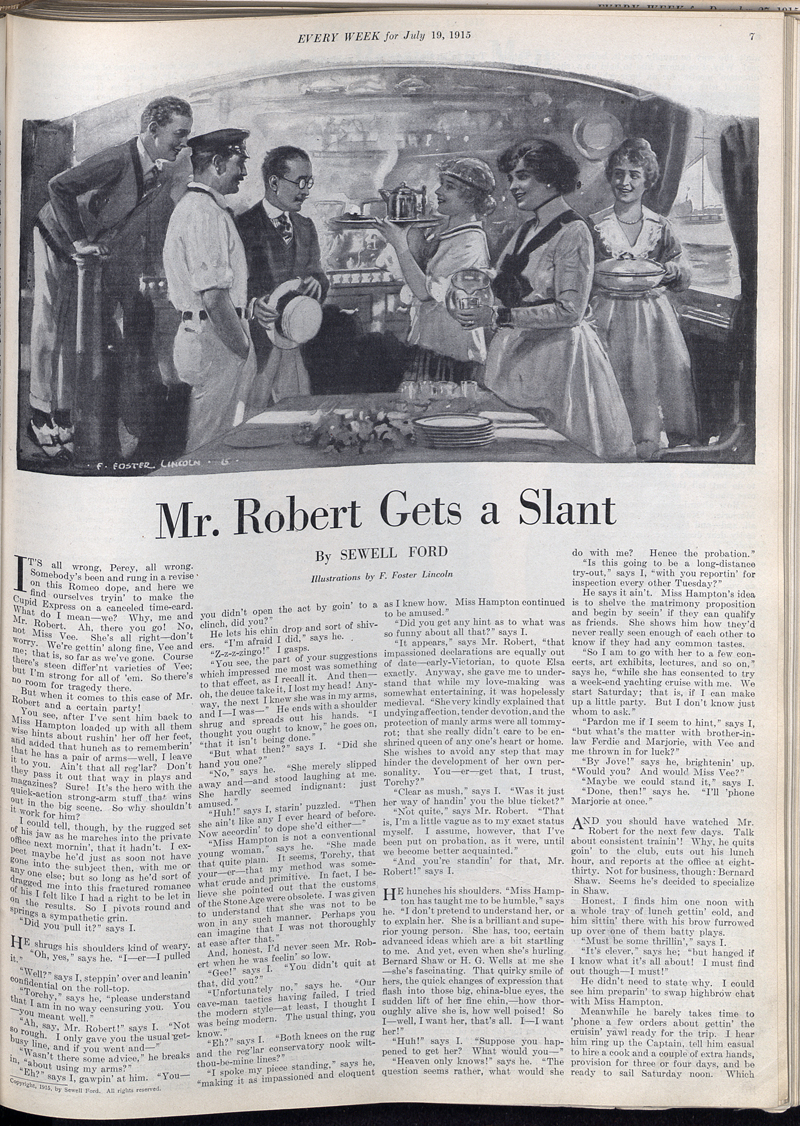 EVERY WEEK for July 19, 1915
7
F. FOSTER LINCOLN 15
Mr. Robert Gets a Slant
By SEWELL FORD
Illustrations by F. Foster Lincoln
IT'S all wrong, Percy, all wrong.
Somebody's been and rung in a revise
on this Romeo dope, and here we
find ourselves tryin' to make the
Cupid Express on a canceled time-card.
What do I mean—we? Why, me and
Mr. Robert. Ah, there you go! No,
not Miss Vee. She's all right—don't
worry. We're gettin' along fine, Vee and
me; that is, so far as we've gone. Course
there's steen diff'rent varieties of Vee;
but I'm strong for all of 'em. So there's
no room for tragedy there.
But when it comes to this case of Mr.
Robert and a certain party!
You see, after I've sent him back to
Miss Hampton loaded up with all them
wise hints about rushin' her off her feet,
and added that hunch as to rememberin'
that he has a pair of arms—well, I leave
it to you. Ain't that all reg'lar? Don't
they pass it out that way in plays and
magazines? Sure! It's the hero with the
quick-action strong-arm stuff that wins
out in the big scene. So why shouldn't
it work for him?
I could tell, though, by the rugged set
of his jaw as he marches into the private
office next mornin', that it hadn't. I ex-
pect maybe he'd just as soon not have
gone into the subject then, with me or
any one else; but so long as he'd sort of
dragged me into this fractured romance
of his I felt like I had a right to be let in
on the results. So I pivots round and
springs a sympathetic grin.
"Did you pull it?" says I.
HE shrugs his shoulders kind of weary.
"Oh, yes," says he. "I—er—I pulled
it."
"Well?" says I, steppin' over and leanin'
confidential on the roll-top.
"Torchy," says he, "please understand
that I am in no way censuring you. You
—you meant well."
"Ah, say, Mr. Robert!" says I. "Not
so rough. I only gave you the usual get-
busy line, and if you went and—"
"Wasn't there some advice," he breaks
in, "about using my arms?"
"Eh?" says I, gawpin' at him. "You—
Copyright, 1915, by Sewell Ford. All rights reserved.
you didn't open the act by goin' to a
clinch, did you?"
He lets his chin drop and sort of shiv-
ers. "I'm afraid I did," says he.
"Z-z-z-zingo!" I gasps.
"You see, the part of your suggestions
which impressed me most was something
to that effect, as I recall it. And then—
oh, the deuce take it, I lost my head! Any-
way, the next I knew she was in my arms,
and I—I was—" He ends with a shoulder
shrug and spreads out his hands. "I
thought you ought to know," he goes on,
"that it isn't being done."
"But what then?" says I. "Did she
hand you one?"
"No," says he. "She merely slipped
away and—and stood laughing at me.
She hardly seemed indignant: just
amused."
"Huh!" says I, starin' puzzled. "Then
she ain't like any I ever heard of before.
Now accordin' to dope she'd either—"
"Miss Hampton is not a conventional
young woman," says he. "She made
that quite plain. It seems, Torchy, that
your—er—that my method was some-
what crude and primitive. In fact, I be-
lieve she pointed out that the customs
of the Stone Age were obsolete. I was given
to understand that she was not to be
won in any such manner. Perhaps you
can imagine that I was not thoroughly
at ease after that."
And, honest, I'd never seen Mr. Rob-
ert when he was feelin' so low.
"Gee!" says I. "You didn't quit at
that, did you?"
"Unfortunately no," says he. "Our
cave-man tactics having failed, I tried
the modern style—at least, I thought I
was being modern. The usual thing, you
know."
"Eh?" says I. "Both knees on the rug
and the reg'lar conservatory nook wilt-
thou-be-mine lines?"
"I spoke my piece standing," says he,
"making it as impassioned and eloquent
as I knew how. Miss Hampton continued
to be amused."
"Did you get any hint as to what was
so funny about all that?" says I.
"It appears," says Mr. Robert, "that
impassioned declarations are equally out
of date—early-Victorian, to quote Elsa
exactly. Anyway, she gave me to under-
stand that while my love-making was
somewhat entertaining, it was hopelessly
medieval. "She very kindly explained that
undying affection, tender devotion, and the
protection of manly arms were all tommy-
rot; that she really didn't care to be en-
shrined queen of any one's heart or home.
She wishes to avoid any step that may
hinder the development of her own per-
sonality. You—er—get that, I trust,
Torchy?"
"Clear as mush," says I. "Was it just
her way of handin' you the blue ticket?"
"Not quite," says Mr. Robert. "That
is, I'm a little vague as to my exact status
myself. I assume, however, that I've
been put on probation, as it were, until
we become better acquainted."
"And you're standin' for that, Mr.
Robert!" says I.
HE hunches his shoulders. "Miss Hamp-
ton has taught me to be humble," says
he. "I don't pretend to understand her, or
to explain her. She is a brilliant and supe-
rior young person. She has, too, certain
advanced ideas which are a bit startling
to me. And yet, even when she's hurling
Bernard Shaw or H. G. Wells at me she
—she's fascinating. That quirky smile of
hers, the quick changes of expression that
flash into those big, china-blue eyes, the
sudden lift of her fine chin,—how thor-
oughly alive she is, how well poised! So
I—well, I want her, that's all. I—I want
her!"
"Huh!" says I. "Suppose you hap-
pened to get her? What would you—"
"Heaven only knows!" says he. "The
question seems rather, what would she
do with me? Hence the probation."
"Is this going to be a long-distance
try-out," says I, "with you reportin' for
inspection every other Tuesday?"
He says it ain't. Miss Hampton's idea
is to shelve the matrimony proposition
and begin by seein' if they can qualify
as friends. She shows him how they'd
never really seen enough of each other to
know if they had any common tastes.
"So I am to go with her to a few con-
certs, art exhibits, lectures, and so on,"
says he, "while she has consented to try
a week-end yachting cruise with me. We
start Saturday; that is, if I can make
up a little party. But I don't know just
whom to ask."
"Pardon me if I seem to hint," says I,
"but what's the matter with brother-in-
law Ferdie and Marjorie, with Vee and
me thrown in for luck?"
"By Jove!" says he, brightenin' up.
"Would you? And would Miss Vee?"
"Maybe we could stand it," says I.
"Done, then!" says he. "I'll 'phone
Marjorie at once."
AND you should have watched Mr.
Robert for the next few days. Talk
about consistent trainin'! Why, he quits
goin' to the club, cuts out his lunch
hour, and reports at the office at eight-
thirty. Not for business, though: Bernard
Shaw. Seems he's decided to specialize
in Shaw.
Honest, I finds him one noon with
a whole tray of lunch gettin' cold, and
him sittin' there with his brow furrowed
up over one of them batty plays.
"Must be some thrillin'," says I.
"It's clever," says he; "but hanged if
I know what it's all about! I must find
out though—I must!"
He didn't need to state why. I could
see him preparin' to swap highbrow chat
with Miss Hampton.
Meanwhile he barely takes time to
'phone a few orders about gettin' the
cruisin' yawl ready for the trip. I hear
him ring up the Captain, tell him casual
to hire a cook and a couple of extra hands,
provision for three or four days, and be
ready to sail Saturday noon. Which